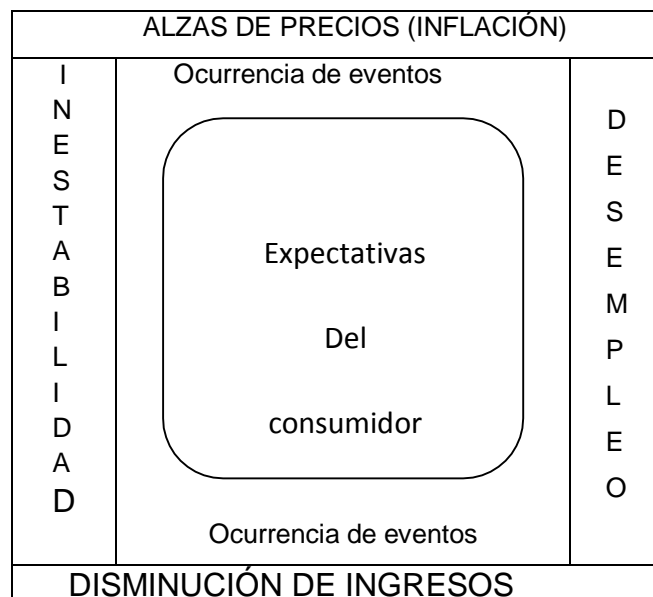 ALZAS DE PRECIOS (INFLACIÓN)
INESTABILIDAD
Ocurrencia de eventos
Expectativas
Del
consumidor
Ocurrencia de eventos
DESEMPLEO
DISMINUCIÓN DE INGRESOS